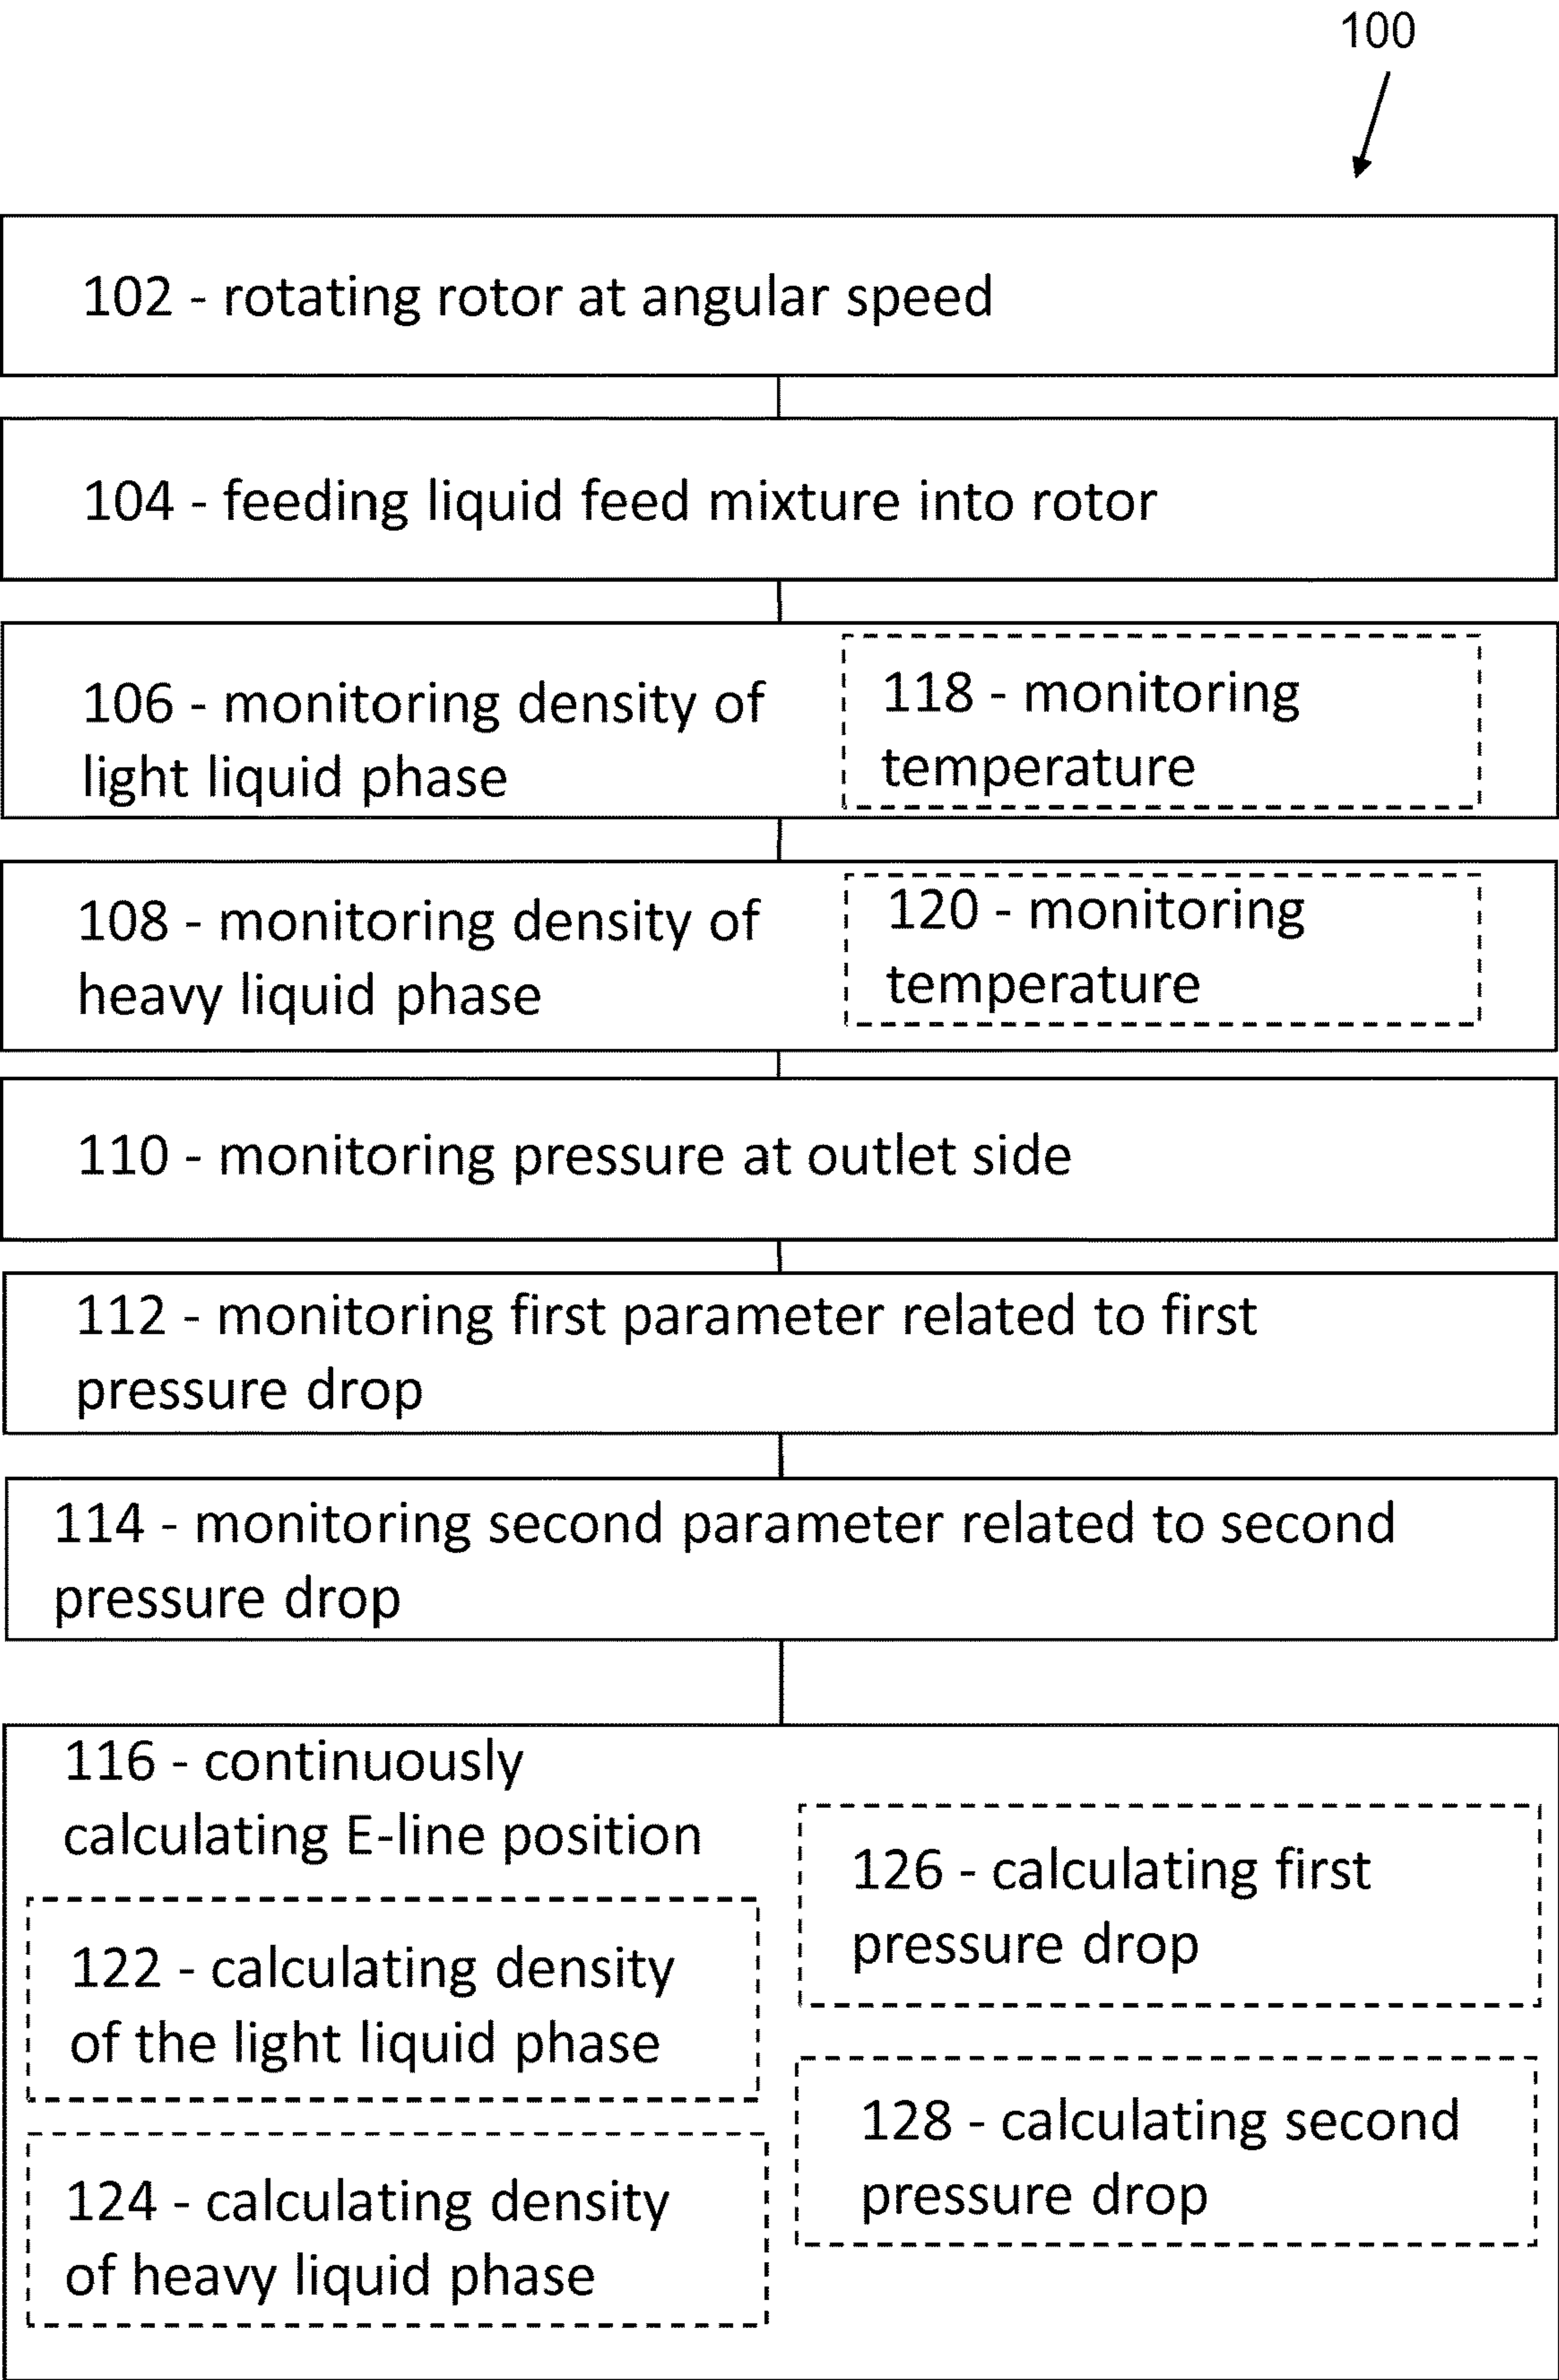 100
102 - rotating rotor at angular speed
104 - feeding liquid feed mixture into rotor
106 - monitoring density of
light liquid phase
118 - monitoring
temperature
108 - monitoring density of
heavy liquid phase
120 - monitoring
temperature
110 - monitoring pressure at outlet side
112 - monitoring first parameter related to first
pressure drop
114 - monitoring second parameter related to second
pressure drop
116 - continuously
calculating E-line position
122 - calculating density
of the light liquid phase
124 - calculating density
of heavy liquid phase
126 - calculating first
pressure drop
128 - calculating second
pressure drop